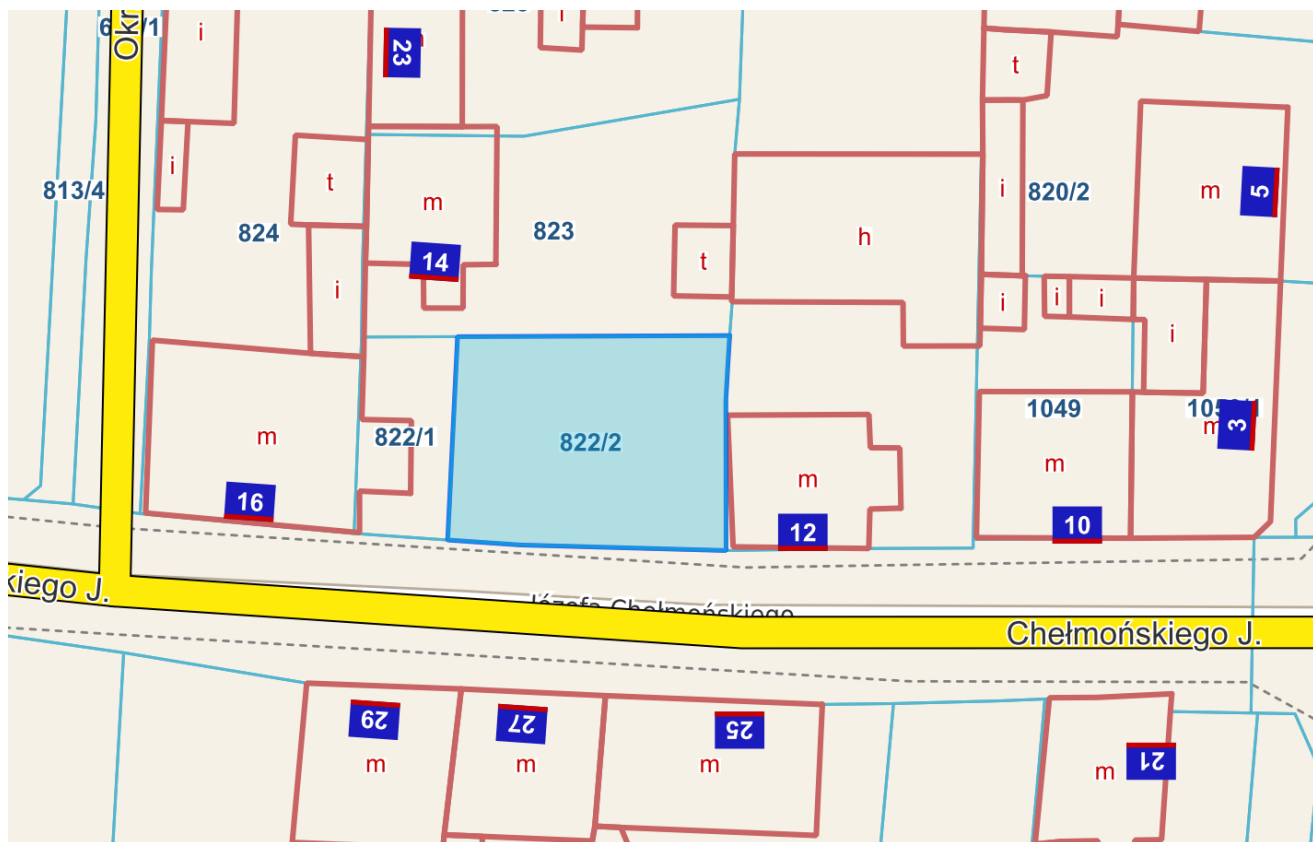 Okr
23
i
i
t
i
t
813/4
824
i
t
m
823
h
i
820/2
m
5
14
t
i
i
i
i
i
822/1
822/2
m
16
m
12
1049
m
10
m
3
kiego J.
Józefa Chełmońskiego
Chełmońskiego J.
29
m
27
m
25
m
21
m